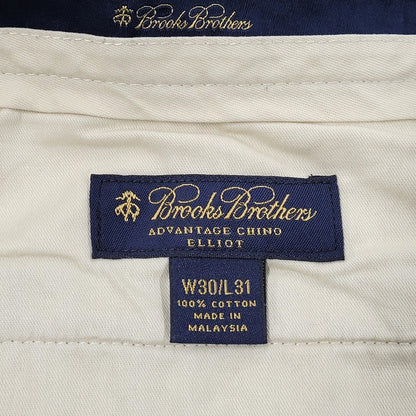 Brooks Brothers
Brooks Brothers
ADVANTAGE CHINO
ELLIOT
W30/L31
100% COTTON
MADE IN
MALAYSIA